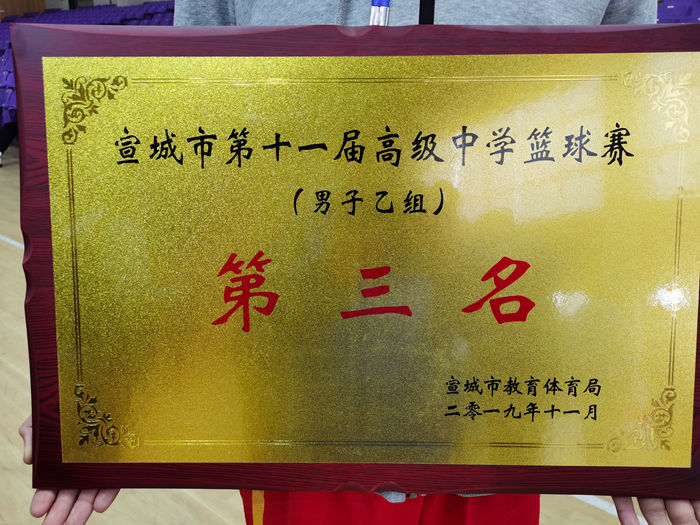 宣城市第十一届高级中学篮球赛
（男子乙组）
第三名
宣城市教育体育局
二零一九年十一月